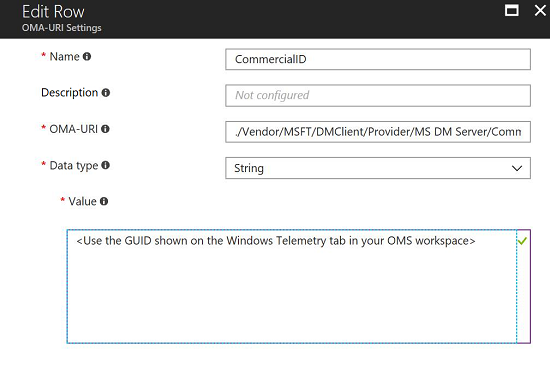 Edit Row
OMA-URI Settings
* Name
CommercialID
Description
Not configured
* OMA-URI
./Vendor/MSFT/DMClient/Provider/MS DM Server/Comm
* Data type
String
* Value
<Use the GUID shown on the Windows Telemetry tab in your OMS workspace>